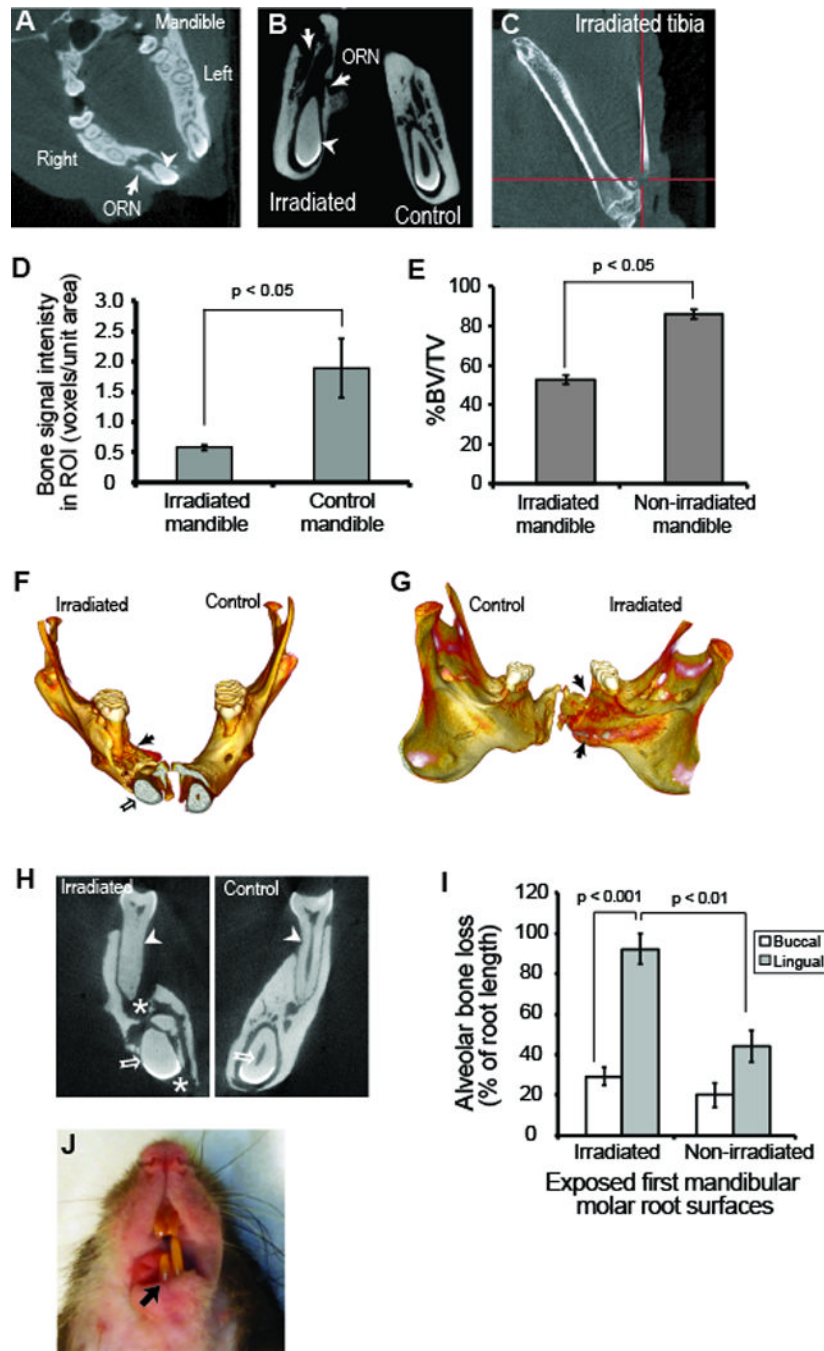 A
Mandible
Left
Right
ORN
B
ORN
Irradiated
Control
C
Irradiated tibia
D
p < 0.05
Bone signal intenisty
in ROI (voxels/unit area)
3.0
2.5
2.0
1.5
1.0
0.5
0
Irradiated
mandible
Control
mandible
E
p < 0.05
%BV/TV
100
80
60
40
20
0
Irradiated
mandible
Non-irradiated
mandible
F
Irradiated
Control
G
Control
Irradiated
H
Irradiated
Control
*
*
I
p < 0.001
p < 0.01
Buccal
Lingual
Alveolar bone loss
(% of root length)
120
100
80
60
40
20
0
Irradiated
Non-irradiated
Exposed first mandibular
molar root surfaces
J